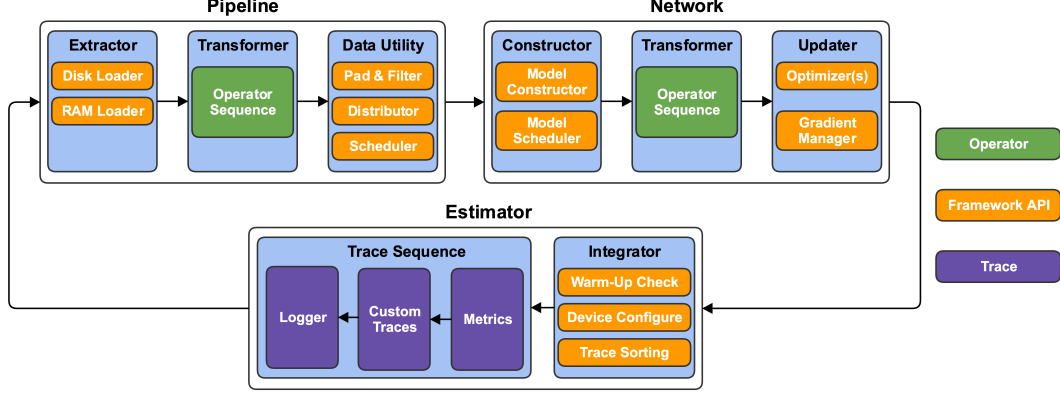 Pipeline
Network
Extractor
Disk Loader
RAM Loader
Transformer
Operator
Sequence
Data Utility
Pad & Filter
Distributor
Scheduler
Constructor
Model
Constructor
Model
Scheduler
Transformer
Operator
Sequence
Updater
Optimizer(s)
Gradient
Manager
Operator
Framework API
Trace
Estimator
Trace Sequence
Logger
Custom
Traces
Metrics
Integrator
Warm-Up Check
Device Configure
Trace Sorting